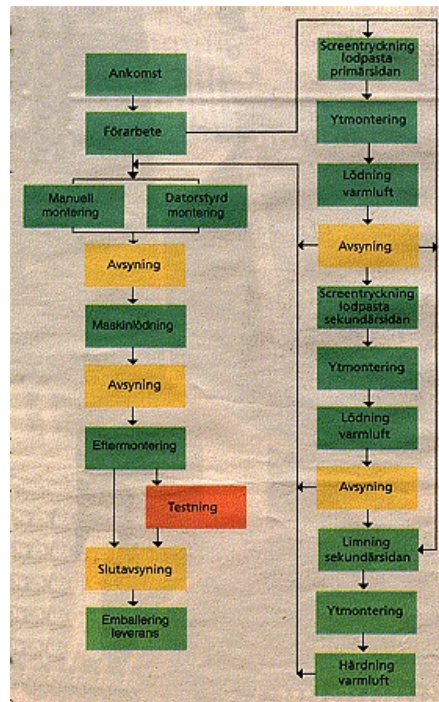 Ankomst
Förarbete
Manuell
montering
Datorstyrd
montering
Avsyning
Maskinlödning
Avsyning
Eftermontering
Testning
Slutavsyning
Emballering
leverans
Screentryckning
lodpasta
primärsidan
Ytmontering
Lödning
varmluft
Avsyning
Screentryckning
lodpasta
sekundärsidan
Ytmontering
Lödning
varmluft
Avsyning
Limning
sekundärsidan
Ytmontering
Härdning
varmluft